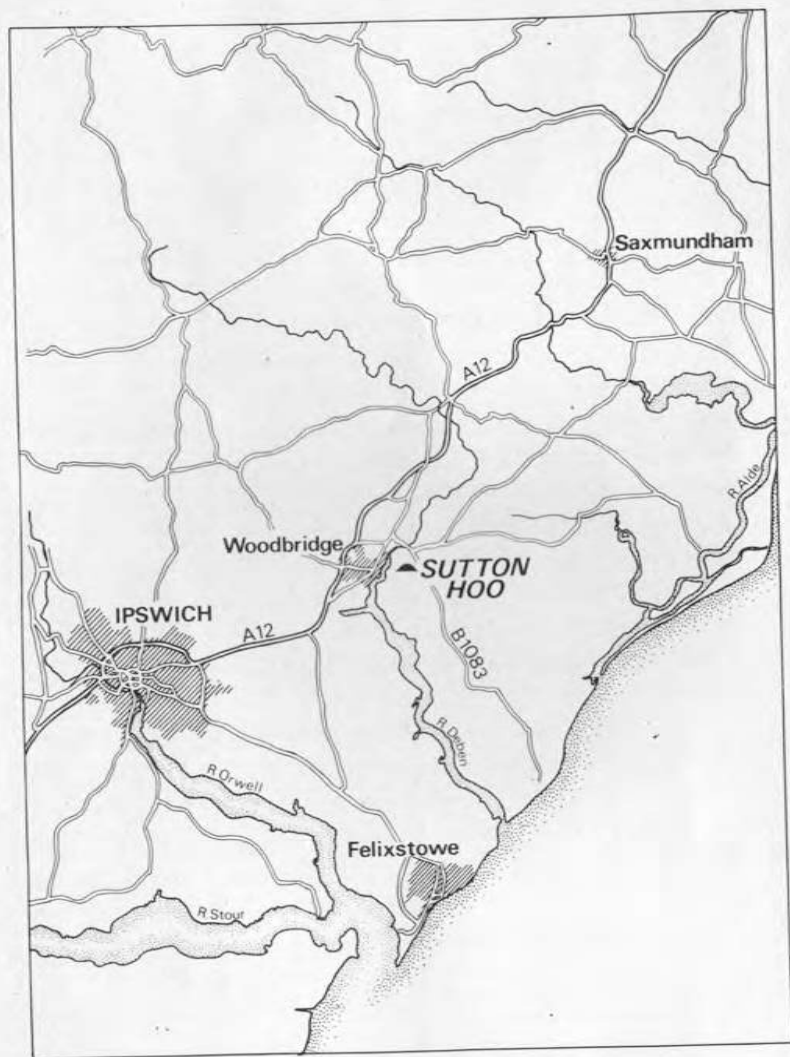 Saxmundham
A12
R Alde
Woodbridge
SUTTON
HOO
IPSWICH
A12
B1083
R Deben
R Orwell
Felixstowe
R Stour